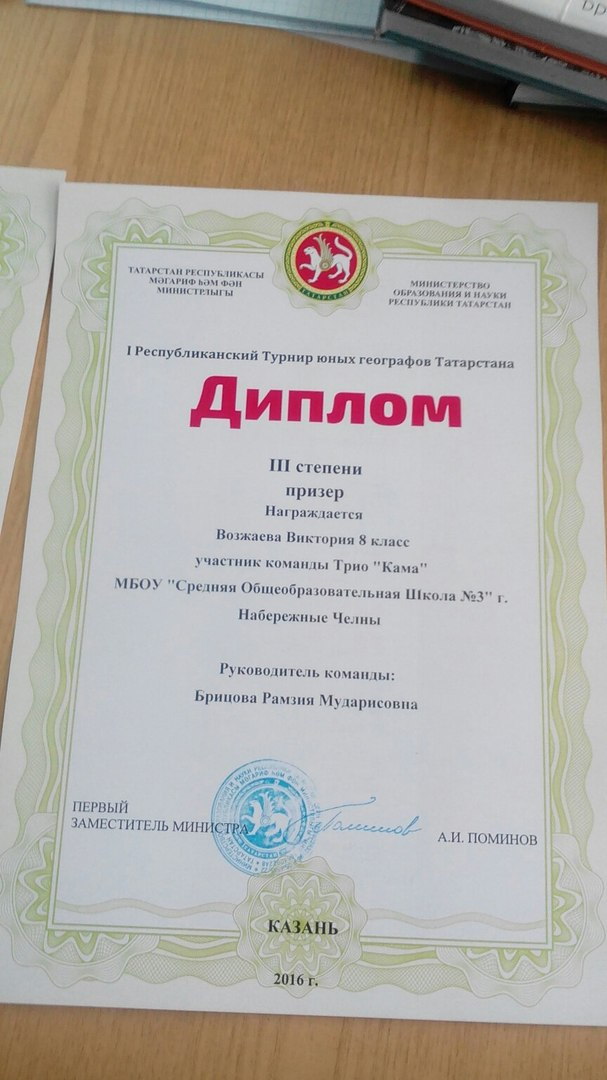 ТАТАРСТАН РЕСПУБЛИКАСЫ
МӘГАРИФ ҺӘМ ФӘН
МИНИСТРЛЫГЫ
ТАТАРСТАН
МИНИСТЕРСТВО
ОБРАЗОВАНИЯ И НАУКИ
РЕСПУБЛИКИ ТАТАРСТАН
I Республиканский Турнир юных географов Татарстана
Диплом
III степени
призер
Награждается
Возжаева Виктория 8 класс
участник команды Трио "Кама"
МБОУ "Средняя Общеобразовательная Школа №3" г.
Набережные Челны
Руководитель команды:
Брицова Рамзия Мударисовна
ПЕРВЫЙ
ЗАМЕСТИТЕЛЬ МИНИСТРА
А.И. ПОМИНОВ
КАЗАНЬ
2016 г.